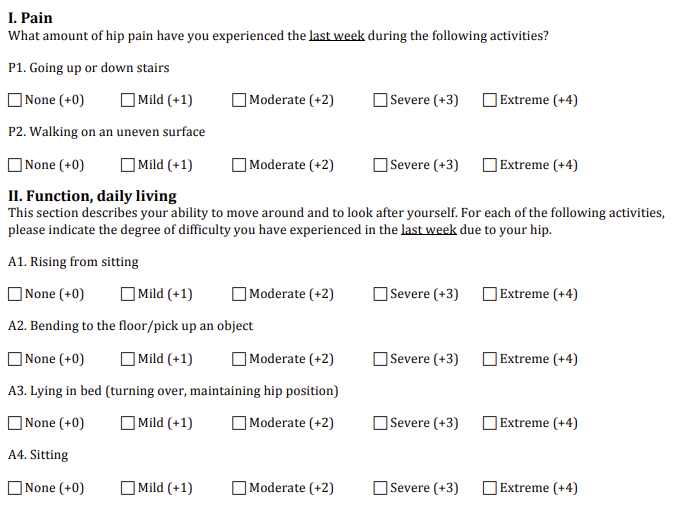 I. Pain
What amount of hip pain have you experienced the last week during the following activities?
P1. Going up or down stairs
None (+0) Mild (+1) Moderate (+2) Severe (+3) Extreme (+4)
P2. Walking on an uneven surface
None (+0) Mild (+1) Moderate (+2) Severe (+3) Extreme (+4)
II. Function, daily living
This section describes your ability to move around and to look after yourself. For each of the following activities,
please indicate the degree of difficulty you have experienced in the last week due to your hip.
A1. Rising from sitting
None (+0) Mild (+1) Moderate (+2) Severe (+3) Extreme (+4)
A2. Bending to the floor/pick up an object
None (+0) Mild (+1) Moderate (+2) Severe (+3) Extreme (+4)
A3. Lying in bed (turning over, maintaining hip position)
None (+0) Mild (+1) Moderate (+2) Severe (+3) Extreme (+4)
A4. Sitting
None (+0) Mild (+1) Moderate (+2) Severe (+3) Extreme (+4)